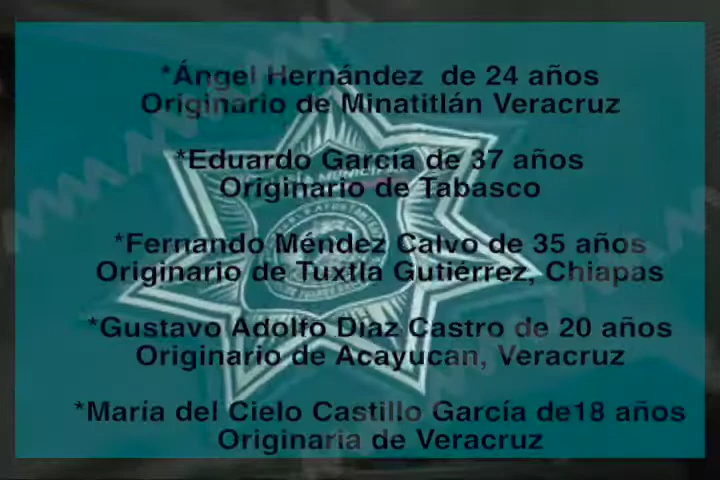 *Ángel Hernández de 24 años
Originario de Minatitlán Veracruz
*Eduardo García de 37 años
Originario de Tabasco
*Fernando Méndez Calvo de 35 años
Originario de Tuxtla Gutiérrez, Chiapas
*Gustavo Adolfo Díaz Castro de 20 años
Originario de Acayucan, Veracruz
*María del Cielo Castillo García de18 años
Originaria de Veracruz